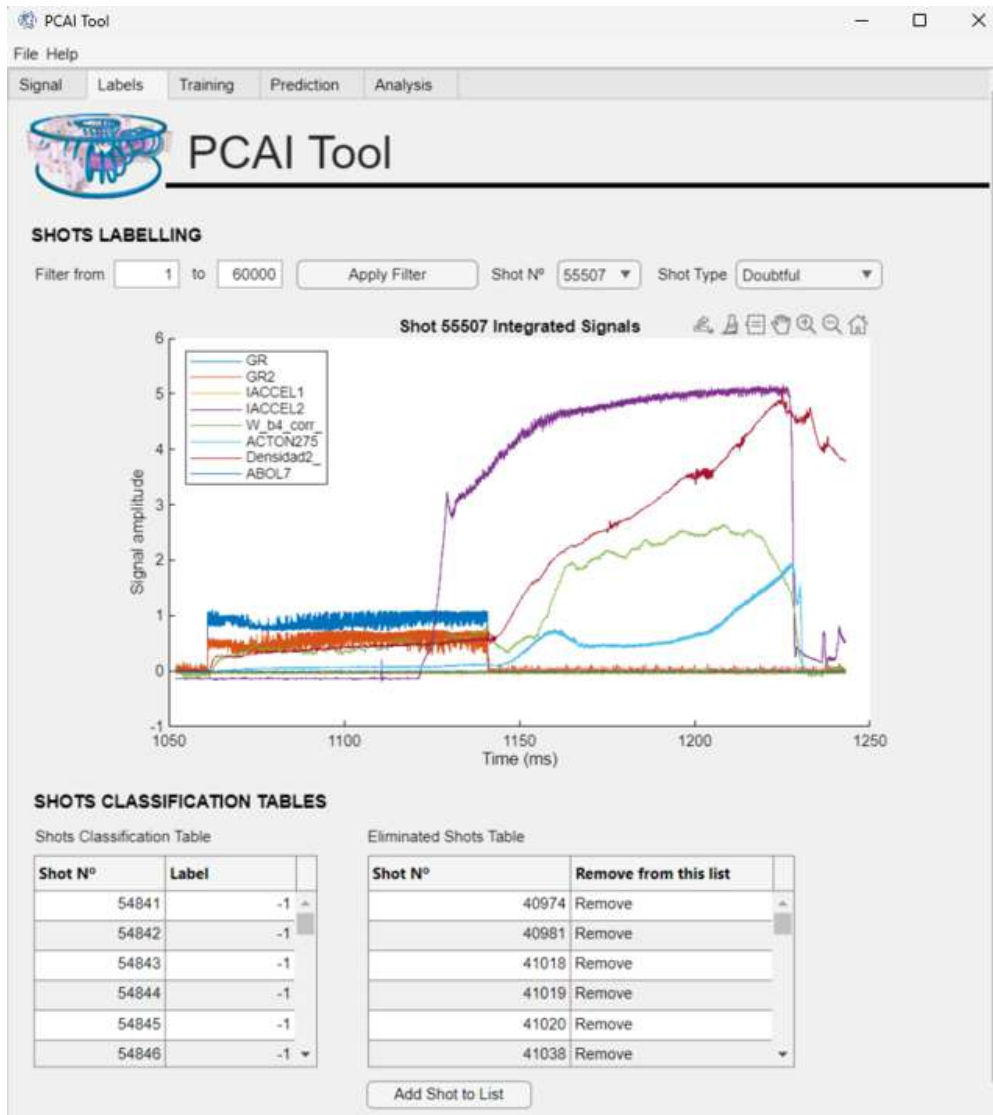 PCAI Tool
File Help
Signal Labels Training Prediction Analysis
PCAI Tool
SHOTS LABELLING
Filter from 1 to 60000 Apply Filter Shot Nº 55507 Shot Type Doubtful
Shot 55507 Integrated Signals
GR
GR2
IACCEL1
IACCEL2
W_b4_corr_
ACTON275
Densidad2_
ABOL7
Signal amplitude
6
5
4
3
2
1
0
-1
1050 1100 1150 1200 1250
Time (ms)
SHOTS CLASSIFICATION TABLES
Shots Classification Table
Shot Nº Label
54841 -1
54842 -1
54843 -1
54844 -1
54845 -1
54846 -1
Eliminated Shots Table
Shot Nº Remove from this list
40974 Remove
40981 Remove
41018 Remove
41019 Remove
41020 Remove
41038 Remove
Add Shot to List